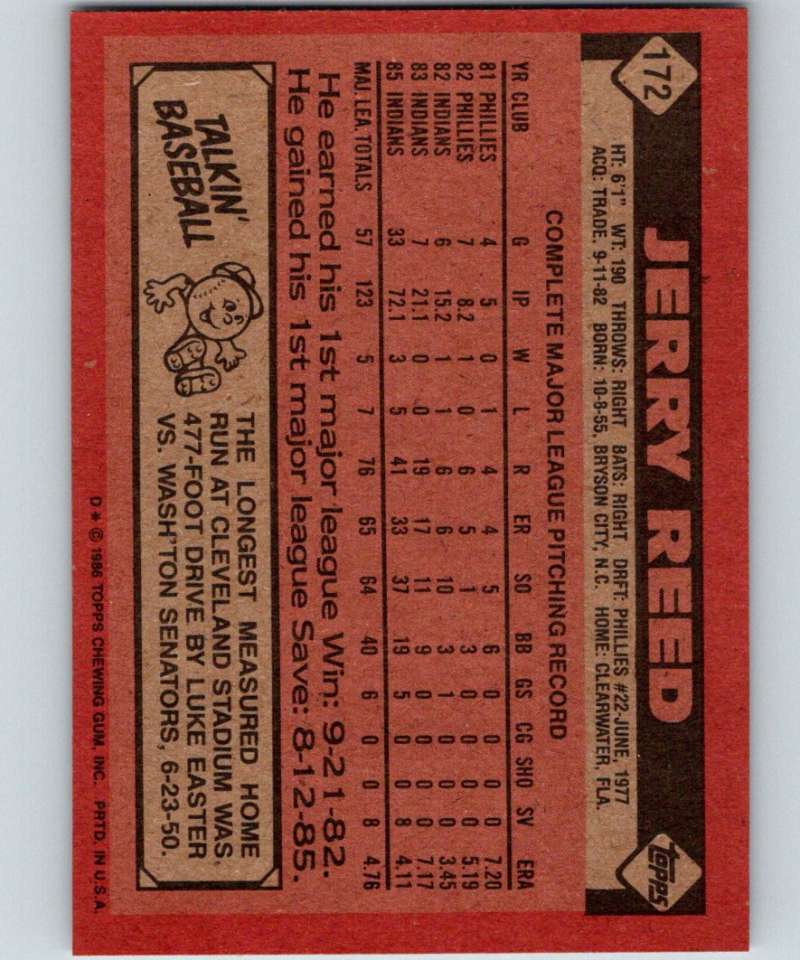 172
JERRY REED
Topps
HT: 6'1" WT: 190 THROWS: RIGHT BATS: RIGHT DRFT: PHILLIES #22-JUNE, 1977
ACQ: TRADE, 9-11-82 BORN: 10-8-55, BRYSON CITY, N.C. HOME: CLEARWATER, FLA.
COMPLETE MAJOR LEAGUE PITCHING RECORD
YR CLUB G IP W L R ER SO BB GS CG SHO SV ERA
81 PHILLIES 4 5 0 1 4 4 5 6 0 0 0 0 7.20
82 PHILLIES 7 8.2 1 0 6 5 1 3 0 0 0 0 5.19
82 INDIANS 6 15.2 1 1 6 6 10 3 1 0 0 0 3.45
83 INDIANS 7 21.1 0 0 19 17 11 9 0 0 0 0 7.17
85 INDIANS 33 72.1 3 5 41 33 37 19 5 0 0 8 4.11
MAJ. LEA. TOTALS 57 123 5 7 76 65 64 40 6 0 0 8 4.76
He earned his 1st major league Win: 9-21-82.
He gained his 1st major league Save: 8-12-85.
TALKIN'
BASEBALL
THE LONGEST MEASURED HOME
RUN AT CLEVELAND STADIUM WAS
477-FOOT DRIVE BY LUKE EASTER
VS. WASH'TON SENATORS, 6-23-50.
D * © 1986 TOPPS CHEWING GUM, INC. PRTD. IN U.S.A.